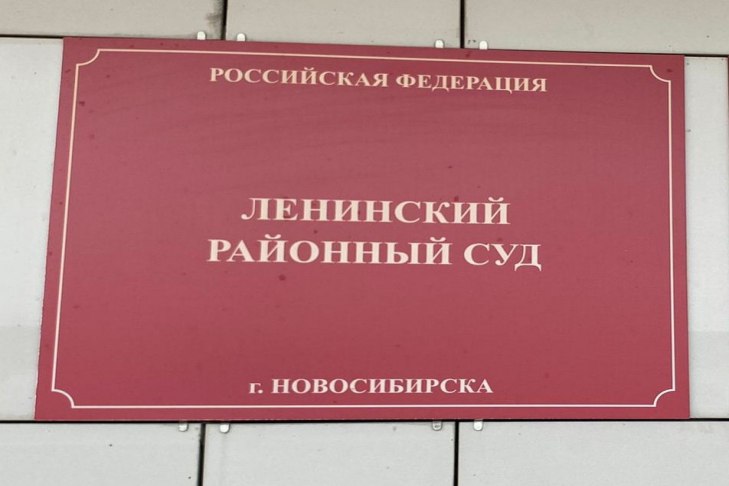 РОССИЙСКАЯ ФЕДЕРАЦИЯ
ЛЕНИНСКИЙ
РАЙОННЫЙ СУД
г. НОВОСИБИРСКА